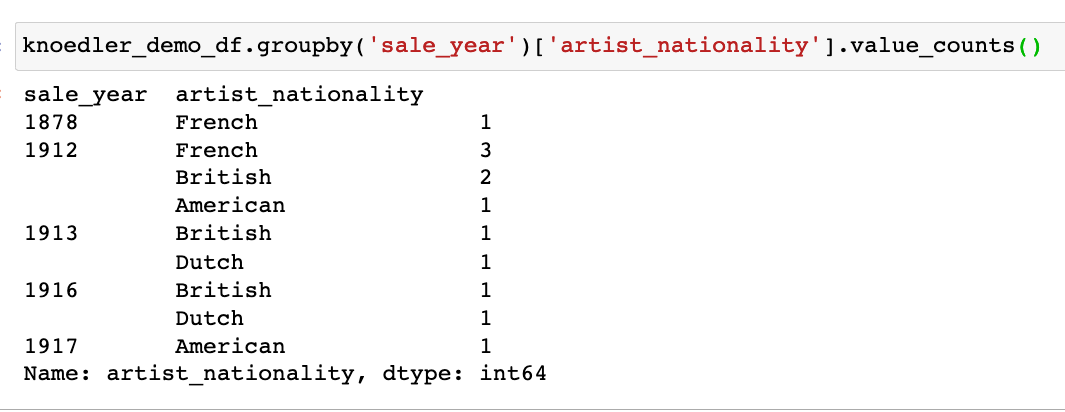 knoedler_demo_df.groupby('sale_year')['artist_nationality'].value_counts()
sale_year  artist_nationality
1878       French                1
1912       French                3
           British               2
           American              1
1913       British               1
           Dutch                 1
1916       British               1
           Dutch                 1
1917       American              1
Name: artist_nationality, dtype: int64